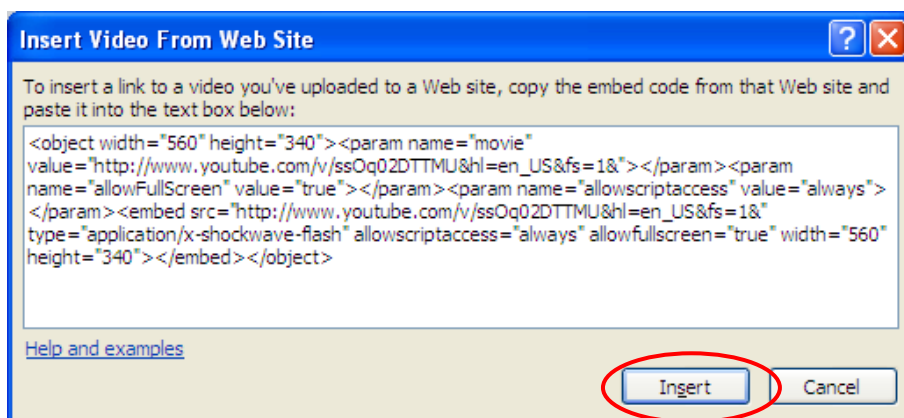 Insert Video From Web Site
?
To insert a link to a video you've uploaded to a Web site, copy the embed code from that Web site and
paste it into the text box below:
<object width="560" height="340"><param name="movie"
value="http://www.youtube.com/v/ssOq02DTTMU&hl=en_US&fs=1&"></param><param
name="allowFullScreen" value="true"></param><param name="allowscriptaccess" value="always">
</param><embed src="http://www.youtube.com/v/ssOq02DTTMU&hl=en_US&fs=1&"
type="application/x-shockwave-flash" allowscriptaccess="always" allowfullscreen="true" width="560"
height="340"></embed></object>
Help and examples
Insert
Cancel